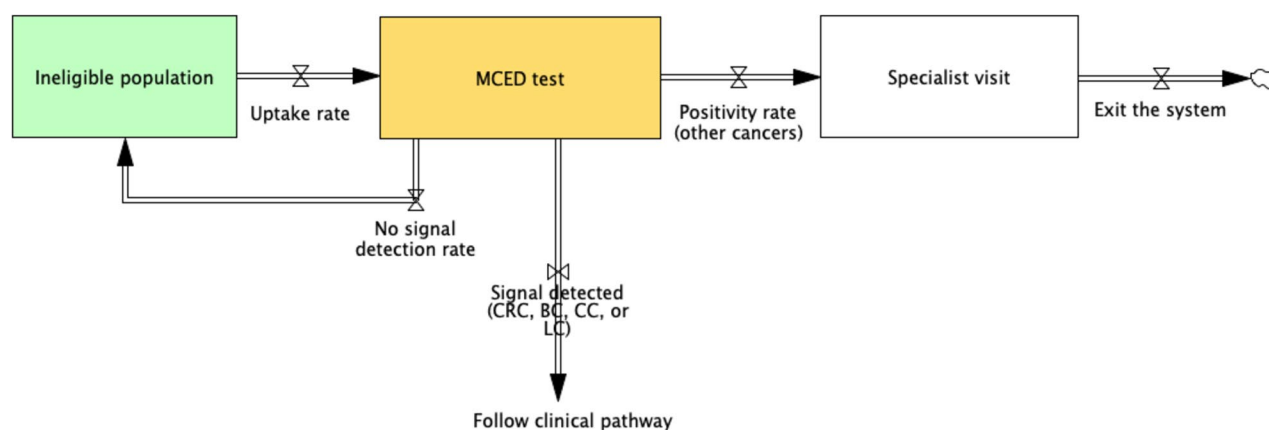 Ineligible population
Uptake rate
MCED test
Positivity rate
(other cancers)
Specialist visit
Exit the system
No signal
detection rate
Signal detected
(CRC, BC, CC, or
LC)
Follow clinical pathway